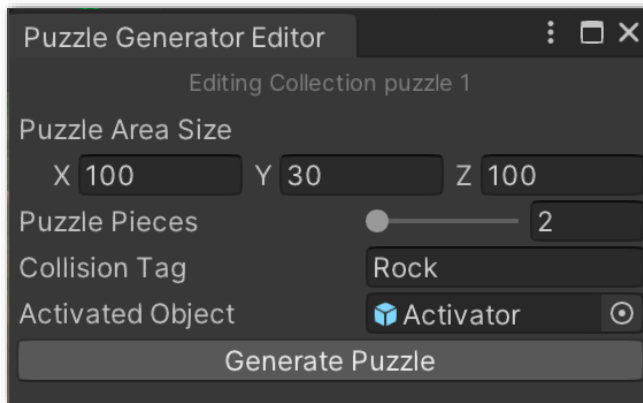 Puzzle Generator Editor
Editing Collection puzzle 1
Puzzle Area Size
X 100 Y 30 Z 100
Puzzle Pieces 2
Collision Tag Rock
Activated Object Activator
Generate Puzzle